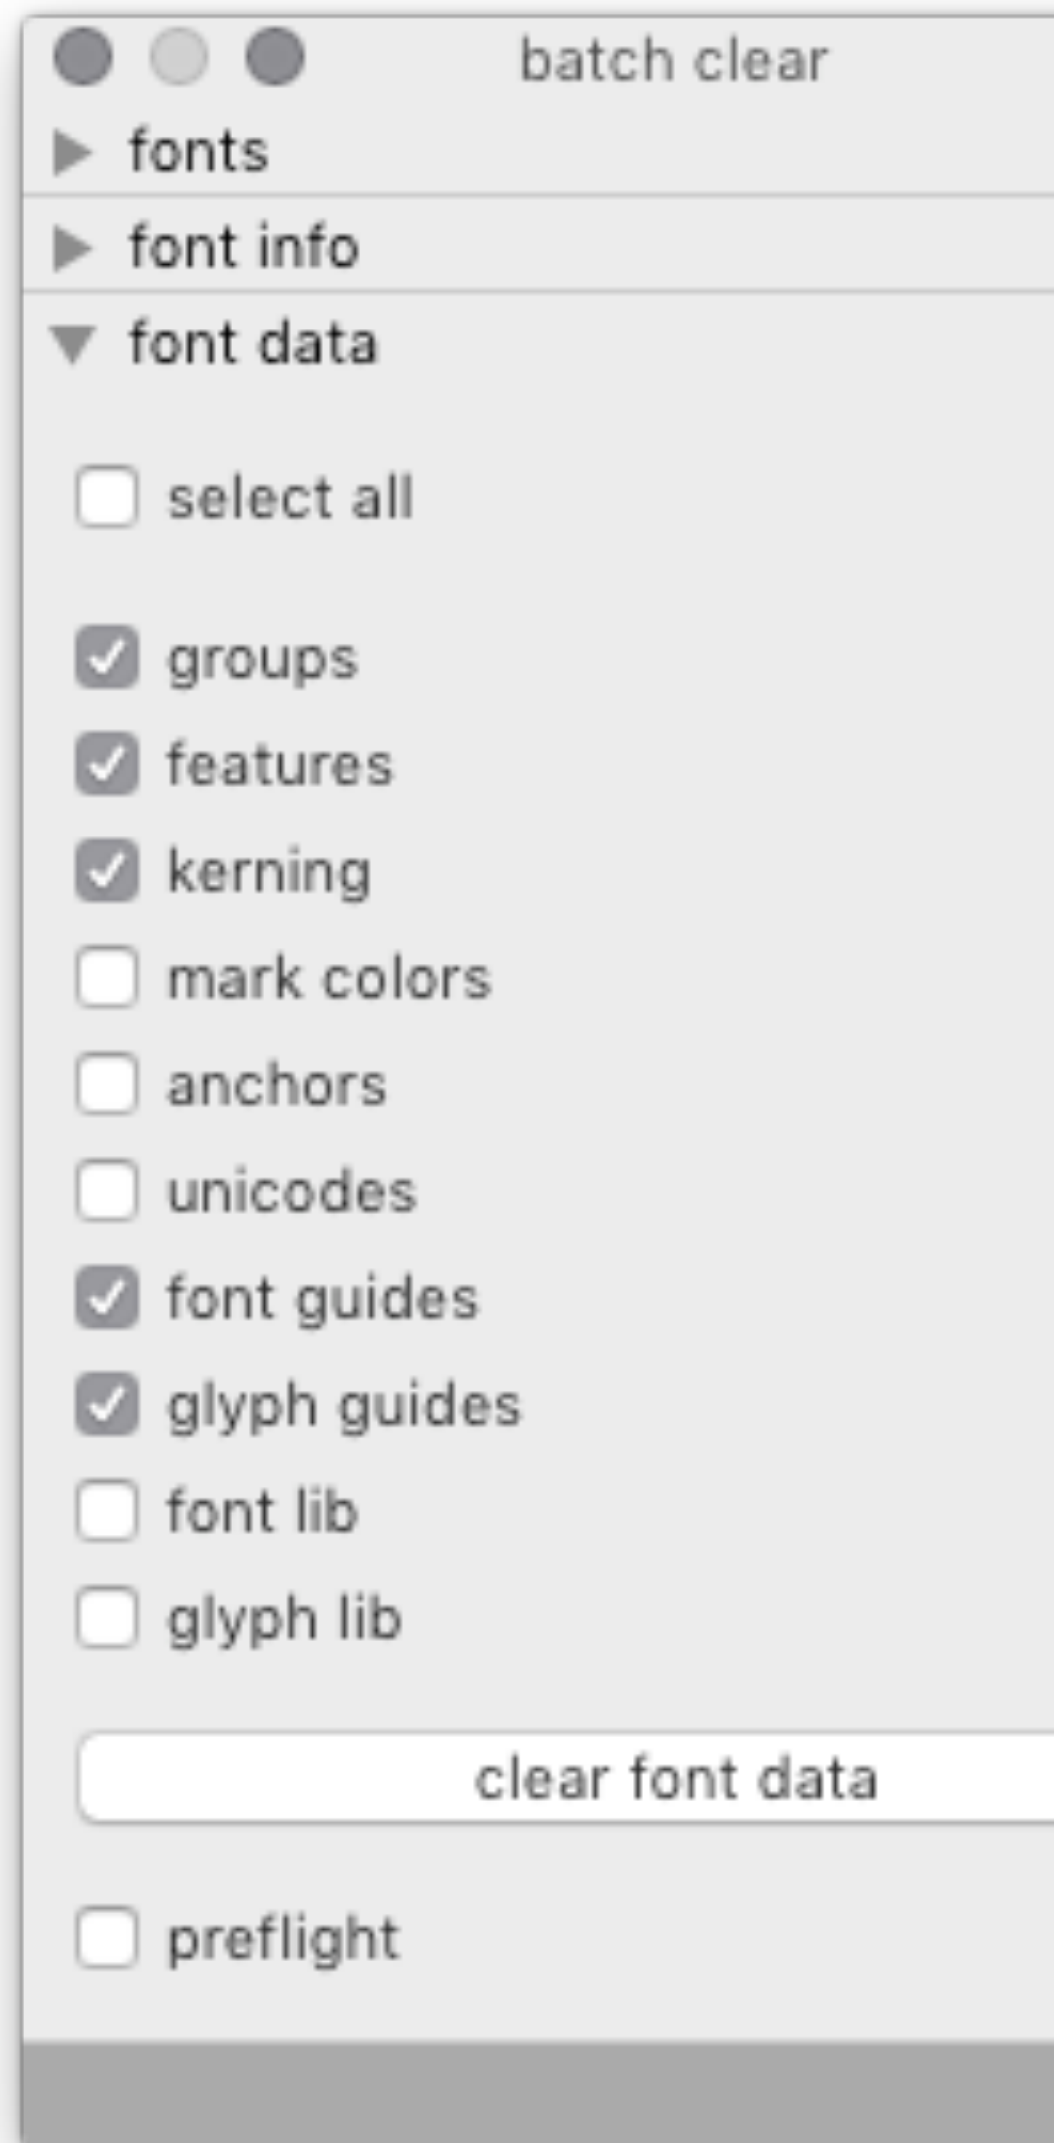 batch clear
fonts
font info
font data
select all
groups
features
kerning
mark colors
anchors
unicodes
font guides
glyph guides
font lib
glyph lib
clear font data
preflight